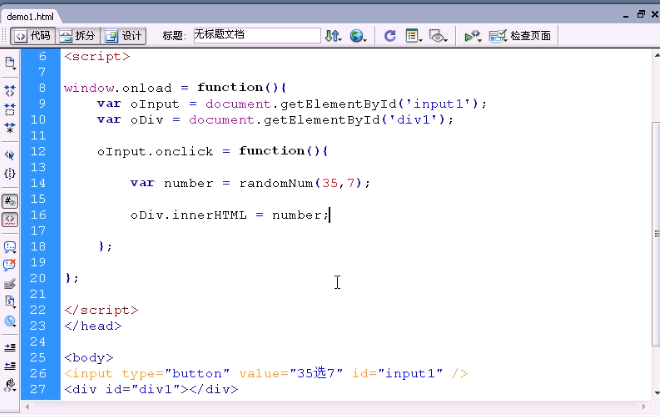 demo1.html
代码 拆分 设计 标题: 无标题文档 检查页面
6 <script>
7
8 window.onload = function(){
9 var oInput = document.getElementById('input1');
10 var oDiv = document.getElementById('div1');
11
12 oInput.onclick = function(){
13
14 var number = randomNum(35,7);
15
16 oDiv.innerHTML = number;
17
18 };
19
20 };
21
22 </script>
23 </head>
24
25 <body>
26 <input type="button" value="35选7" id="input1" />
27 <div id="div1"></div>